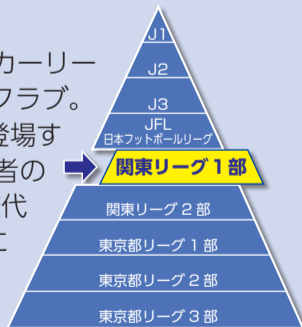 カーリー
クラブ。
登場す
者の
代
こ
J1
J2
J3
JFL
日本フットボールリーグ
関東リーグ1部
関東リーグ2部
東京都リーグ1部
東京都リーグ2部
東京都リーグ3部